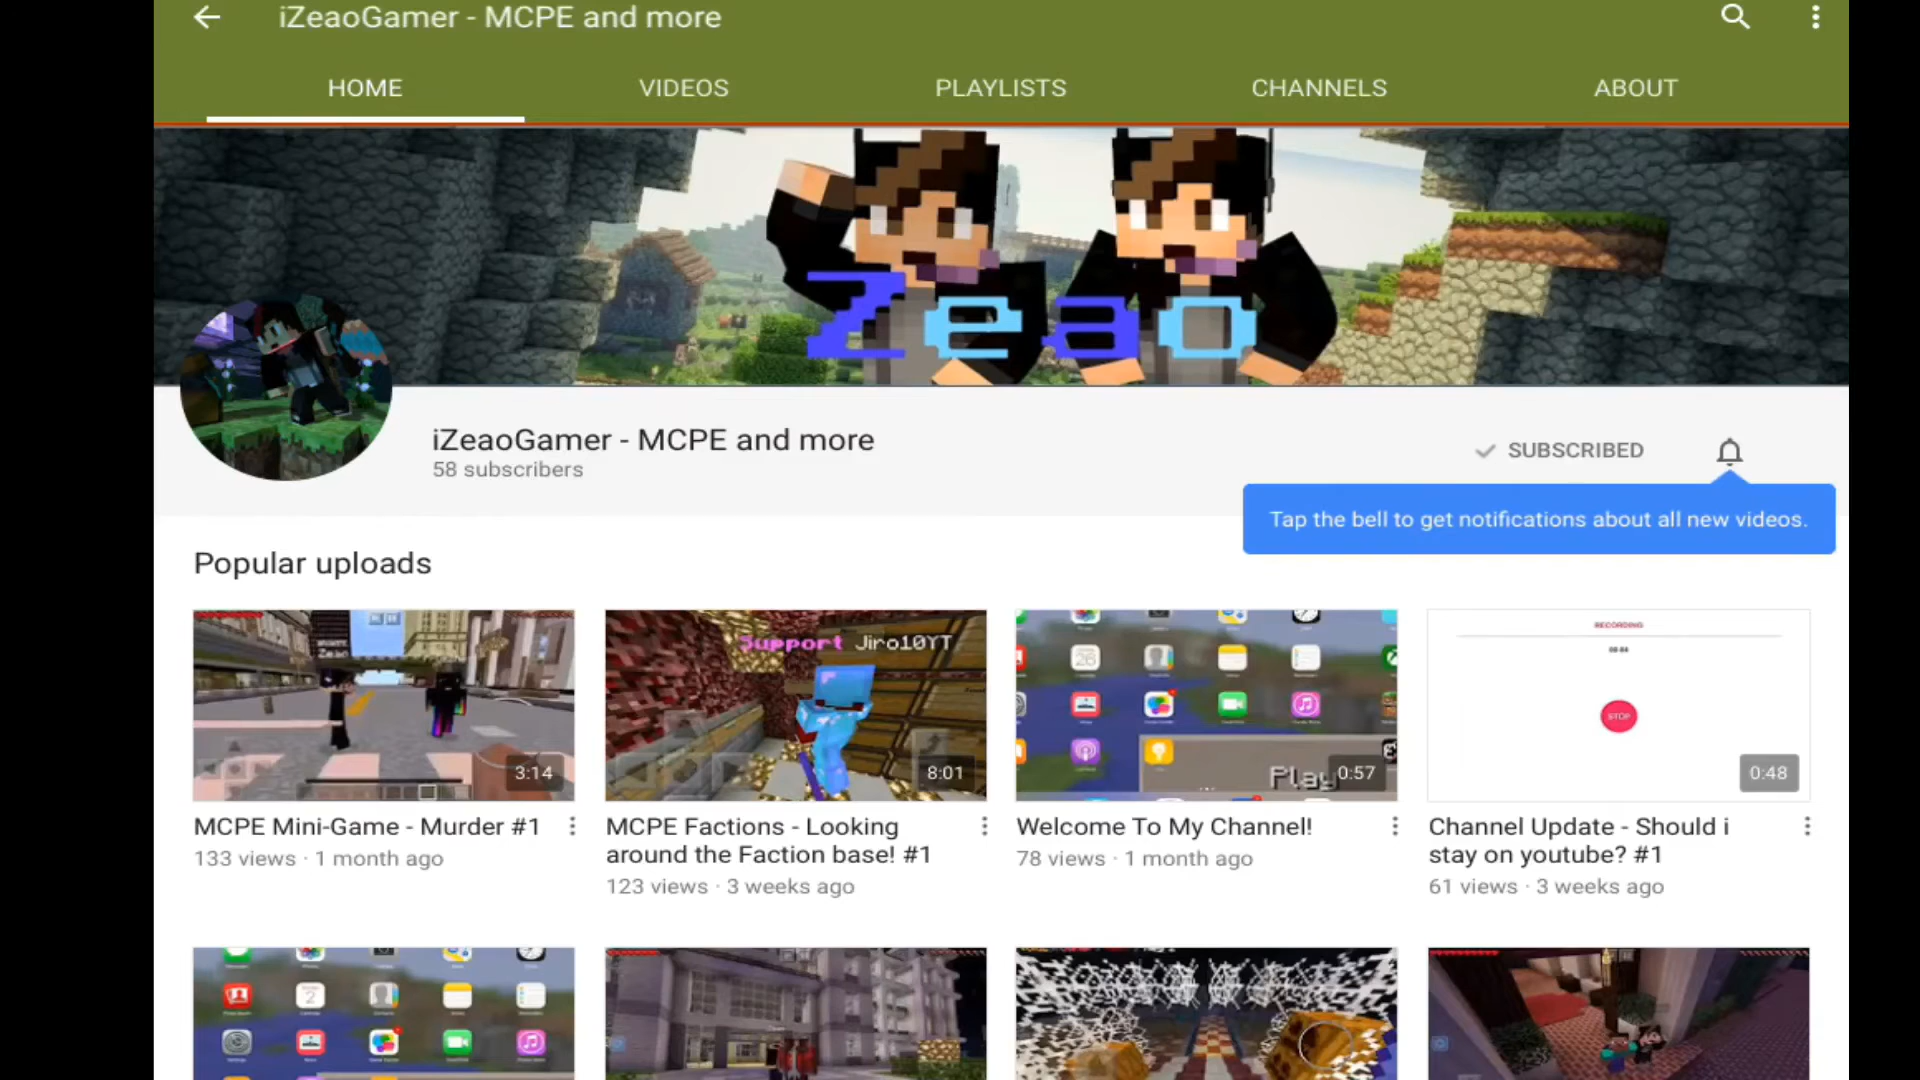 iZeaoGamer - MCPE and more
HOME
VIDEOS
PLAYLISTS
CHANNELS
ABOUT
Zeao
iZeaoGamer - MCPE and more
58 subscribers
SUBSCRIBED
Tap the bell to get notifications about all new videos.
Popular uploads
3:14
Support Jiro10YT
8:01
Play
0:57
RECORDING
STOP
0:48
MCPE Mini-Game - Murder #1
133 views · 1 month ago
MCPE Factions - Looking
around the Faction base! #1
123 views · 3 weeks ago
Welcome To My Channel!
78 views · 1 month ago
Channel Update - Should i
stay on youtube? #1
61 views · 3 weeks ago